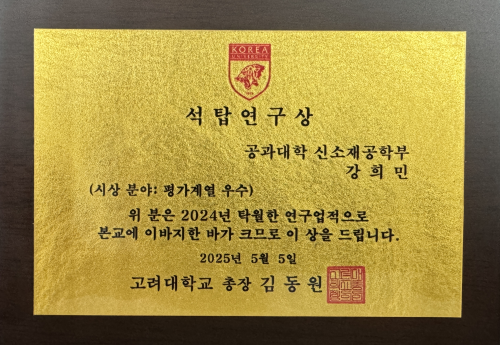 KOREA
UNIVERSITY
석탑연구상
공과대학 신소재공학부
강희민
(시상 분야: 평가계열 우수)
위 분은 2024년 탁월한 연구업적으로
본교에 이바지한 바가 크므로 이 상을 드립니다.
2025년 5월 5일
고려대학교 총장 김동원